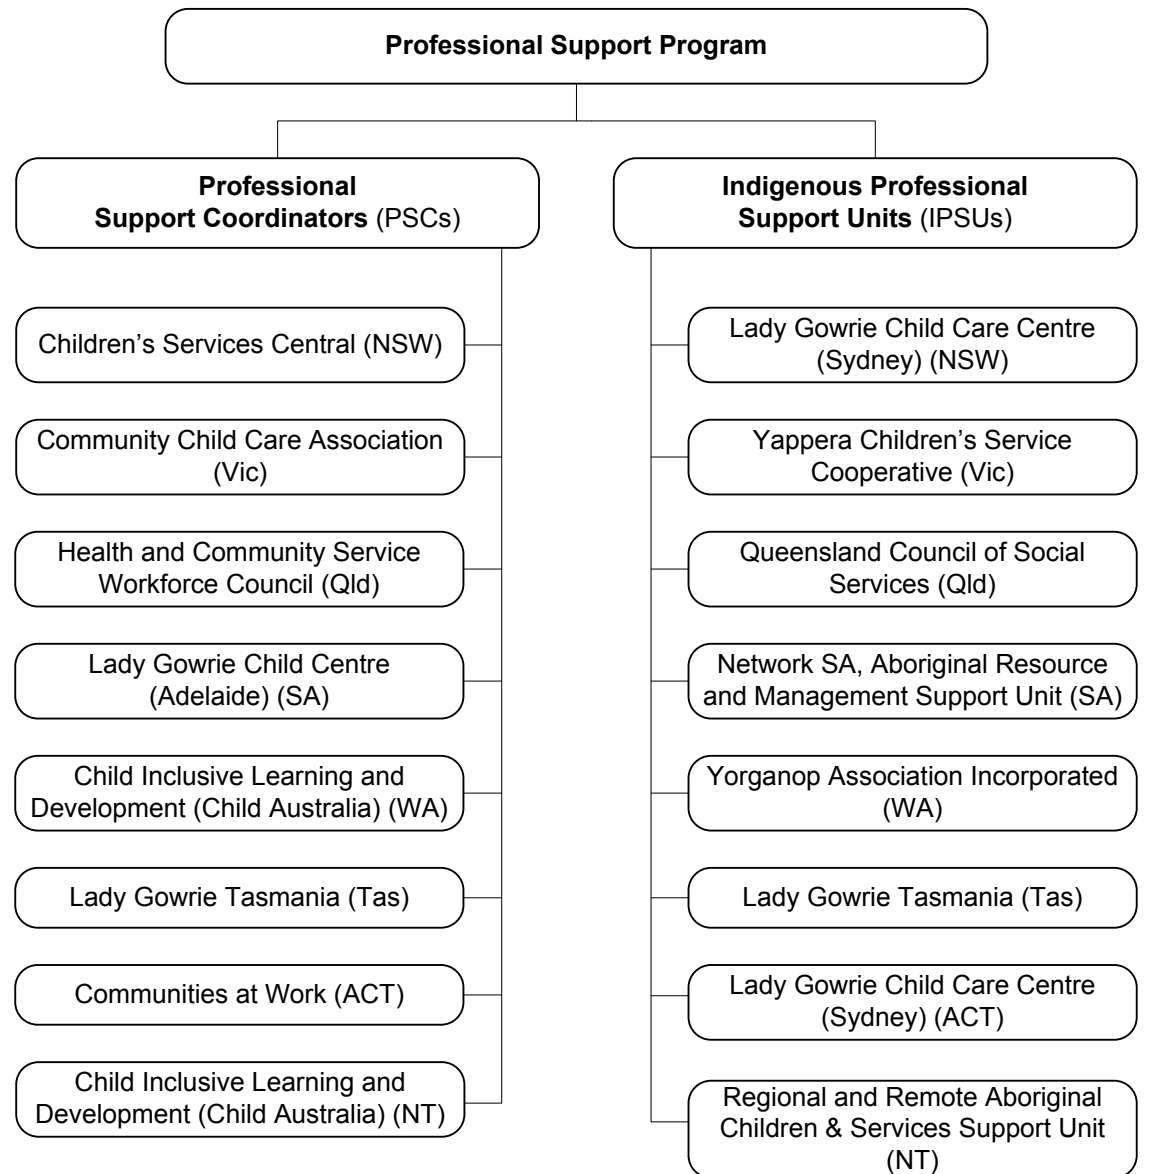 Professional Support Program
Professional
Support Coordinators (PSCs)
Children’s Services Central (NSW)
Community Child Care Association
(Vic)
Health and Community Service
Workforce Council (Qld)
Lady Gowrie Child Centre
(Adelaide) (SA)
Child Inclusive Learning and
Development (Child Australia) (WA)
Lady Gowrie Tasmania (Tas)
Communities at Work (ACT)
Child Inclusive Learning and
Development (Child Australia) (NT)
Indigenous Professional
Support Units (IPSUs)
Lady Gowrie Child Care Centre
(Sydney) (NSW)
Yappera Children’s Service
Cooperative (Vic)
Queensland Council of Social
Services (Qld)
Network SA, Aboriginal Resource
and Management Support Unit (SA)
Yorganop Association Incorporated
(WA)
Lady Gowrie Tasmania (Tas)
Lady Gowrie Child Care Centre
(Sydney) (ACT)
Regional and Remote Aboriginal
Children & Services Support Unit
(NT)